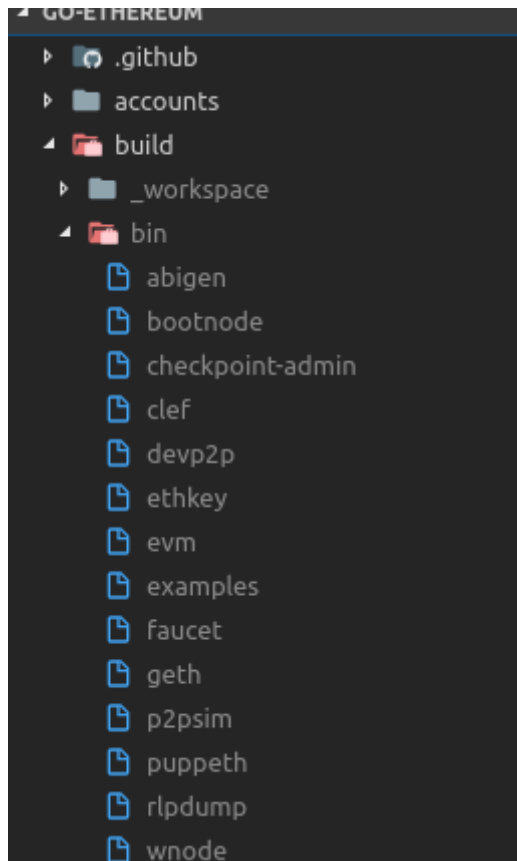 GO-ETHEREUM
.github
accounts
build
_workspace
bin
abigen
bootnode
checkpoint-admin
clef
devp2p
ethkey
evm
examples
faucet
geth
p2psim
puppeth
rlpdump
wnode